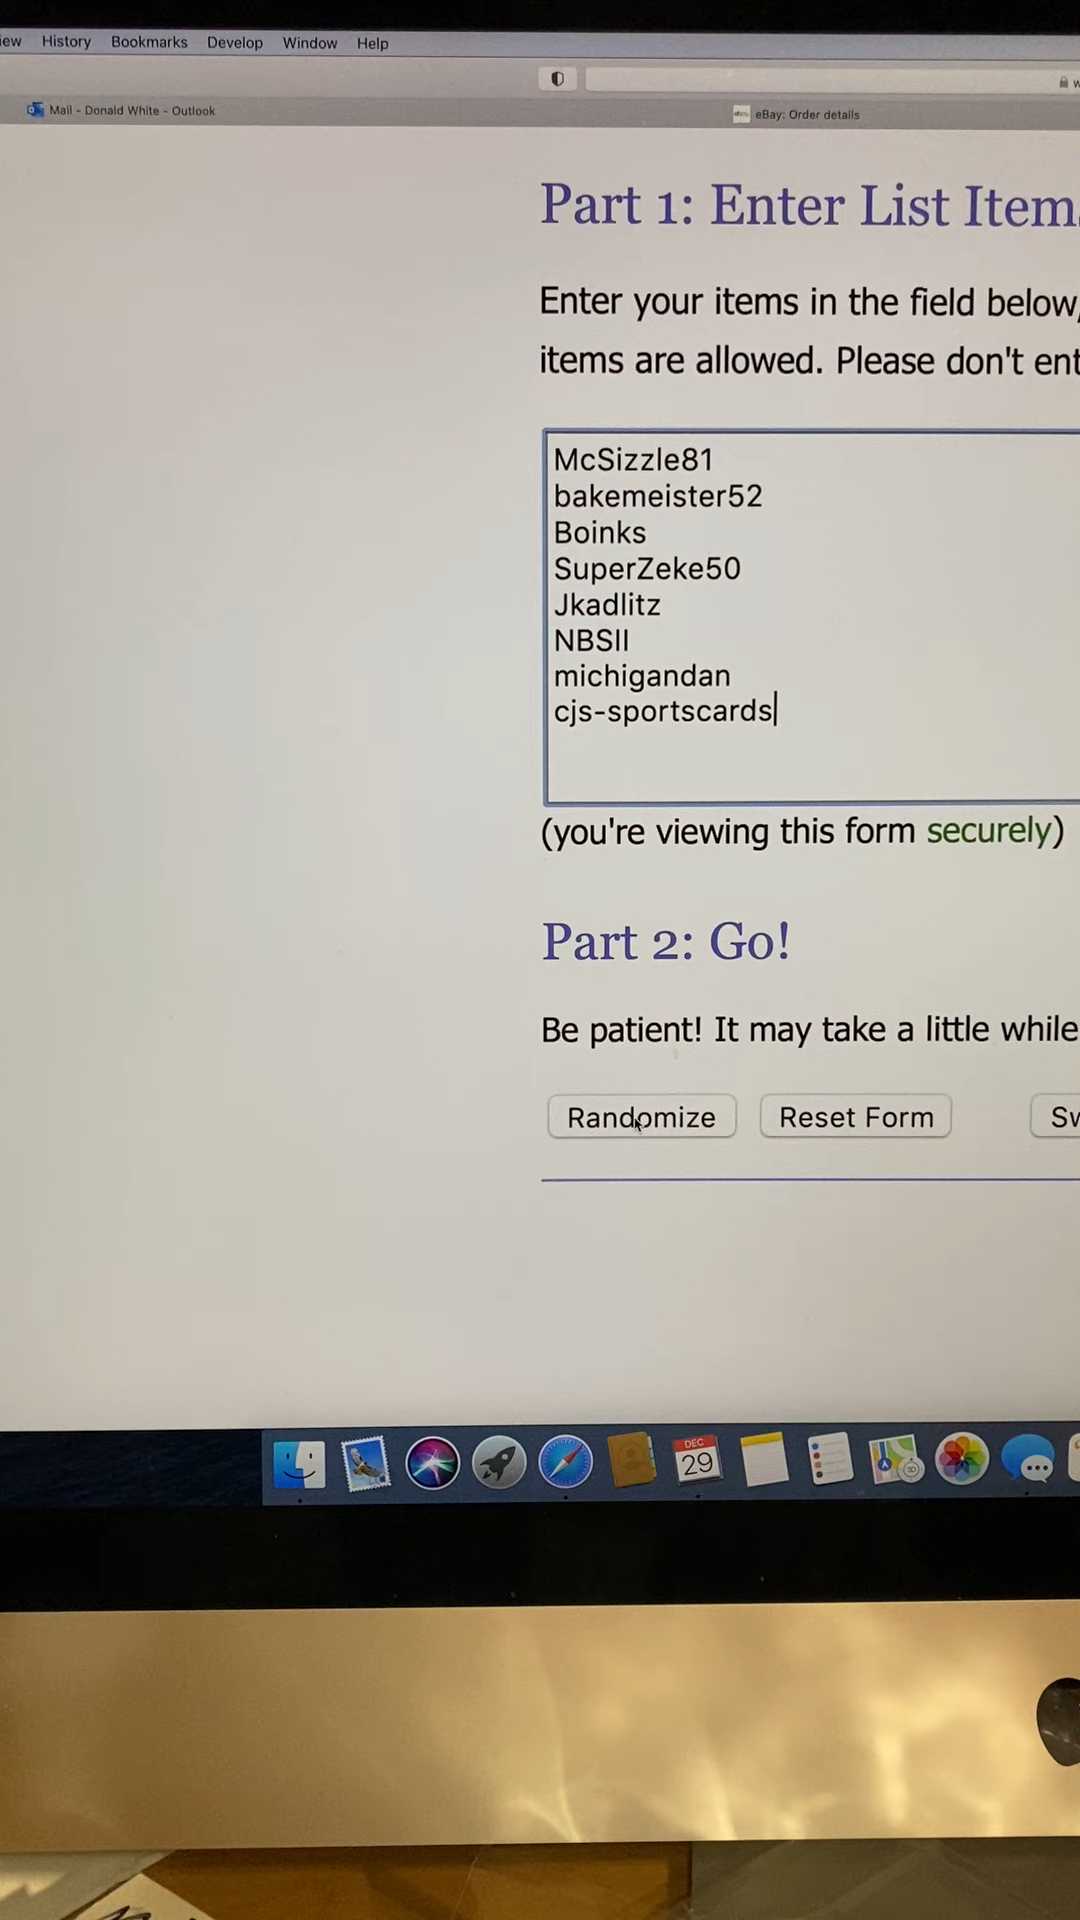 History Bookmarks Develop Window Help
Mail - Donald White - Outlook
eBay: Order details
Part 1: Enter List Item
Enter your items in the field below,
items are allowed. Please don't ent
McSizzle81
bakemeister52
Boinks
SuperZeke50
Jkadlitz
NBSII
michigandan
cjs-sportscards
(you're viewing this form securely)
Part 2: Go!
Be patient! It may take a little while
Randomize Reset Form Sw
DEC
29